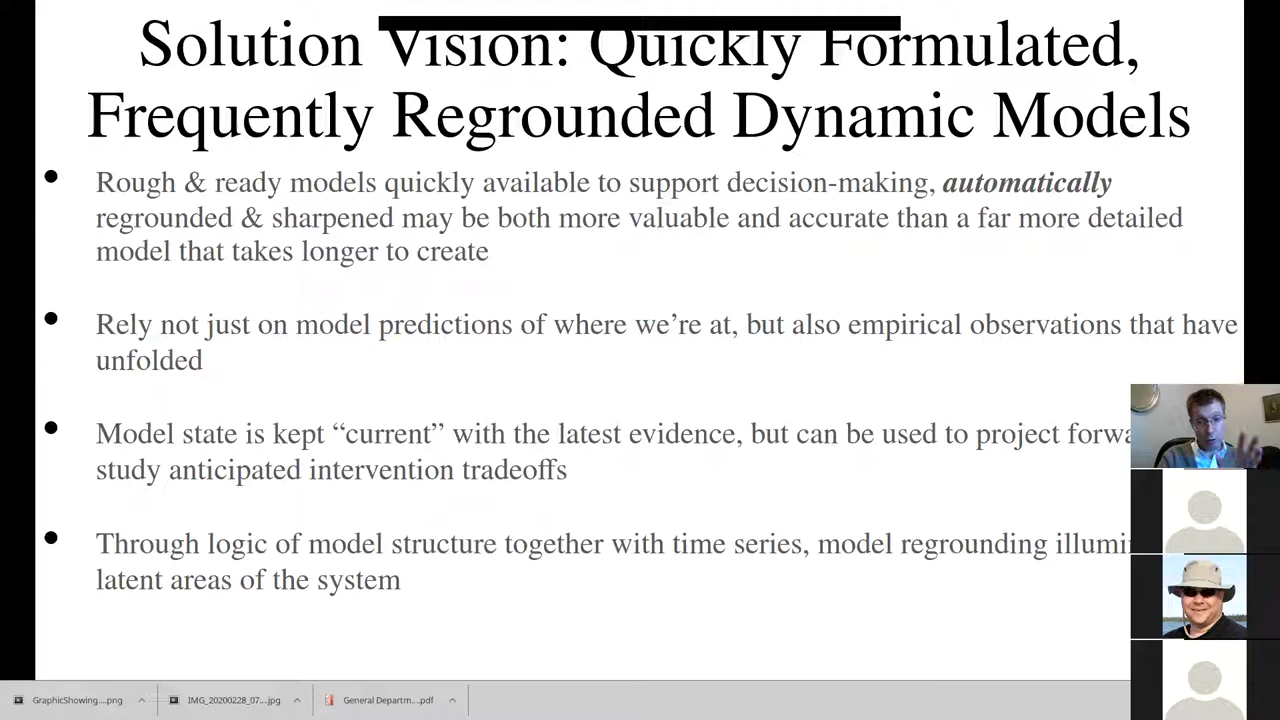 Solution Vision: Quickly Formulated,
Frequently Regrounded Dynamic Models
Rough & ready models quickly available to support decision-making, automatically
regrounded & sharpened may be both more valuable and accurate than a far more detailed
model that takes longer to create
Rely not just on model predictions of where we’re at, but also empirical observations that have
unfolded
Model state is kept “current” with the latest evidence, but can be used to project
study anticipated intervention tradeoffs
Through logic of model structure together with time series, model regrounding
latent areas of the system
GraphicShowing....png
IMG_20200228_07....jpg
General Departm....pdf